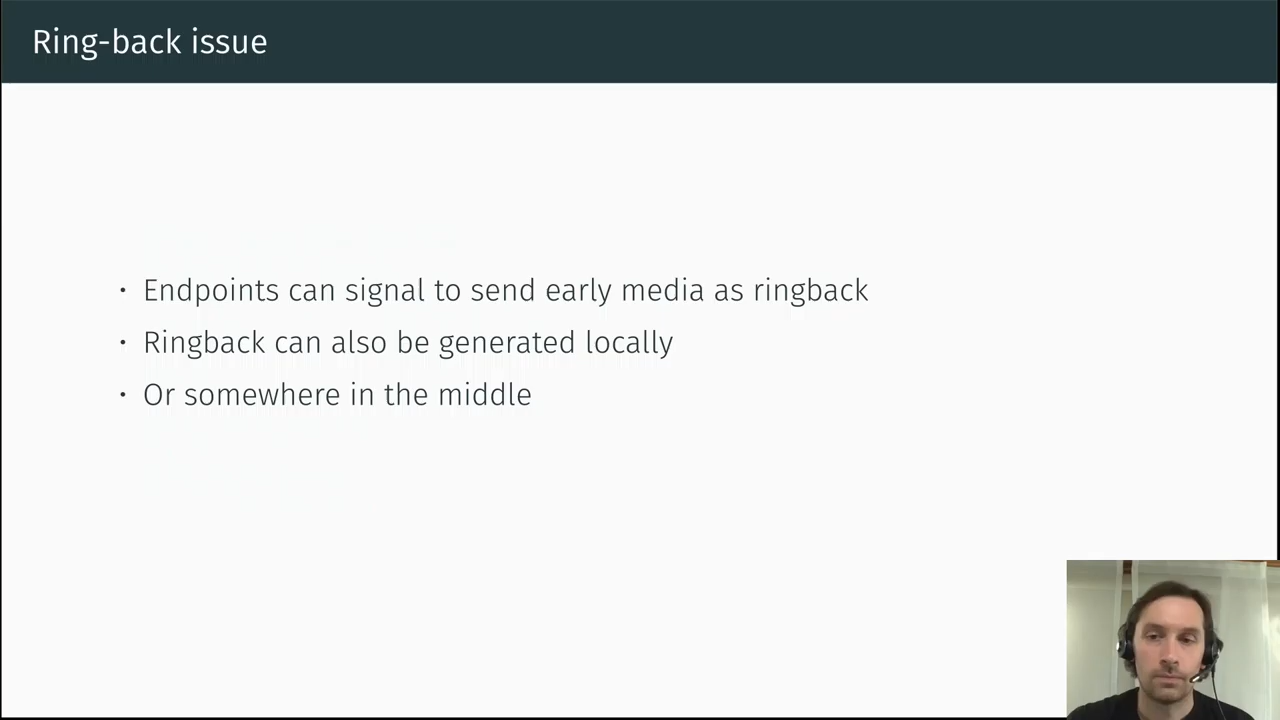 Ring-back issue
• Endpoints can signal to send early media as ringback
• Ringback can also be generated locally
• Or somewhere in the middle